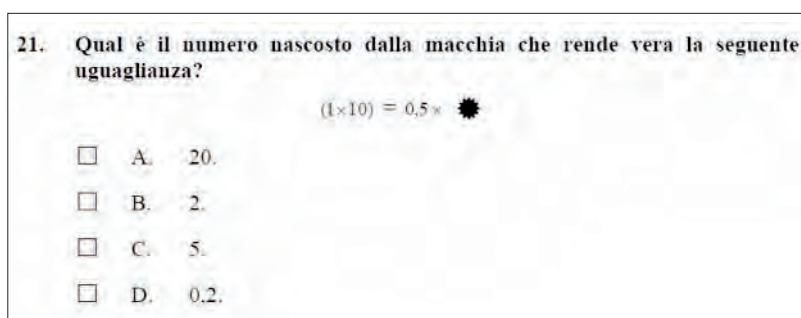 21. Qual è il numero nascosto dalla macchia che rende vera la seguente
uguaglianza?
(1×10) = 0,5 ×
A. 20.
B. 2.
C. 5.
D. 0,2.